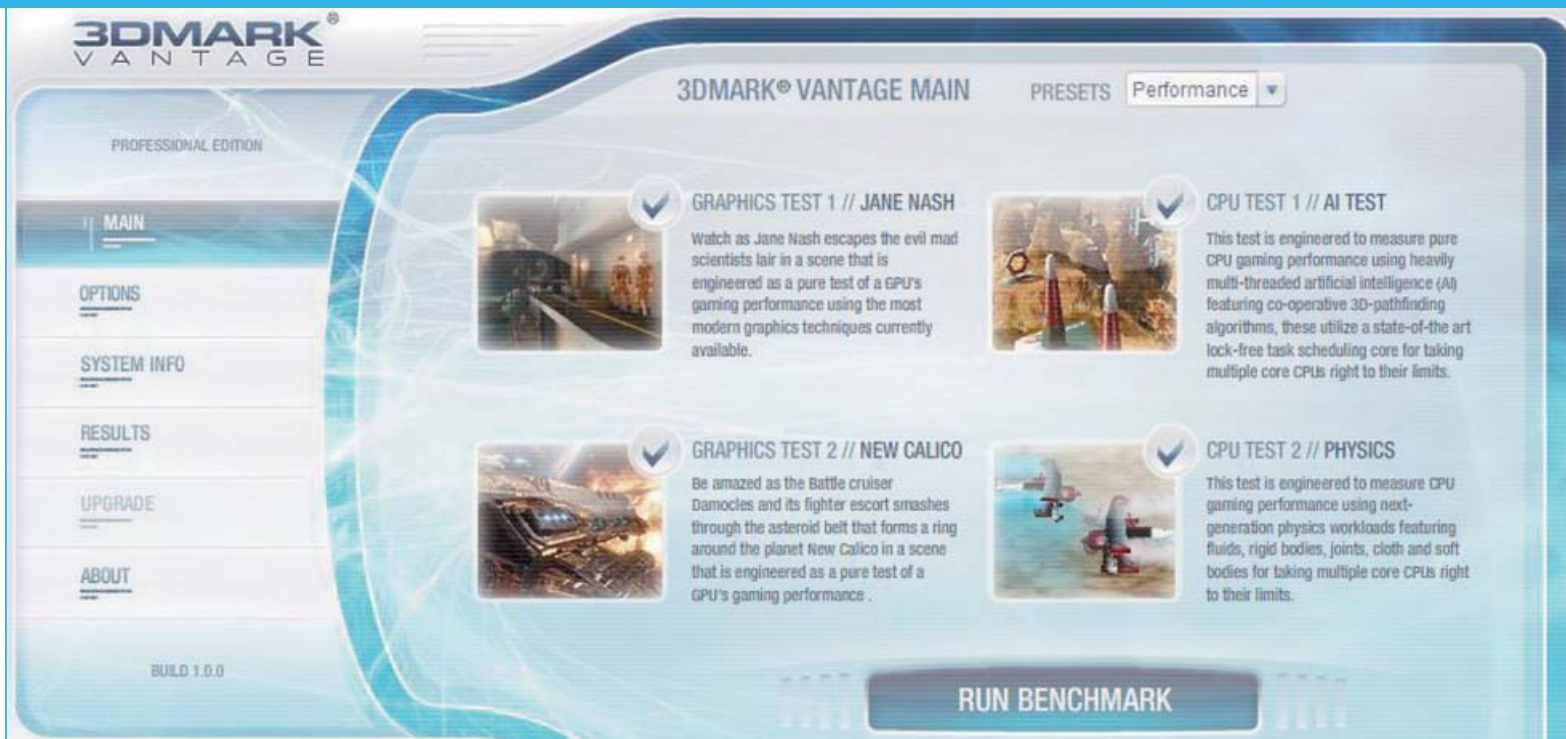 3DMARK®
VANTAGE
PROFESSIONAL EDITION
MAIN
OPTIONS
SYSTEM INFO
RESULTS
UPGRADE
ABOUT
BUILD 1.0.0
3DMARK® VANTAGE MAIN
PRESETS Performance
GRAPHICS TEST 1 // JANE NASH
Watch as Jane Nash escapes the evil mad
scientists lair in a scene that is
engineered as a pure test of a GPU's
gaming performance using the most
modern graphics techniques currently
available.
CPU TEST 1 // AI TEST
This test is engineered to measure pure
CPU gaming performance using heavily
multi-threaded artificial intelligence (AI)
featuring co-operative 3D-pathfinding
algorithms, these utilize a state-of-the art
lock-free task scheduling core for taking
multiple core CPUs right to their limits.
GRAPHICS TEST 2 // NEW CALICO
Be amazed as the Battle cruiser
Damocles and its fighter escort smashes
through the asteroid belt that forms a ring
around the planet New Calico in a scene
that is engineered as a pure test of a
GPU's gaming performance .
CPU TEST 2 // PHYSICS
This test is engineered to measure CPU
gaming performance using next-
generation physics workloads featuring
fluids, rigid bodies, joints, cloth and soft
bodies for taking multiple core CPUs right
to their limits.
RUN BENCHMARK